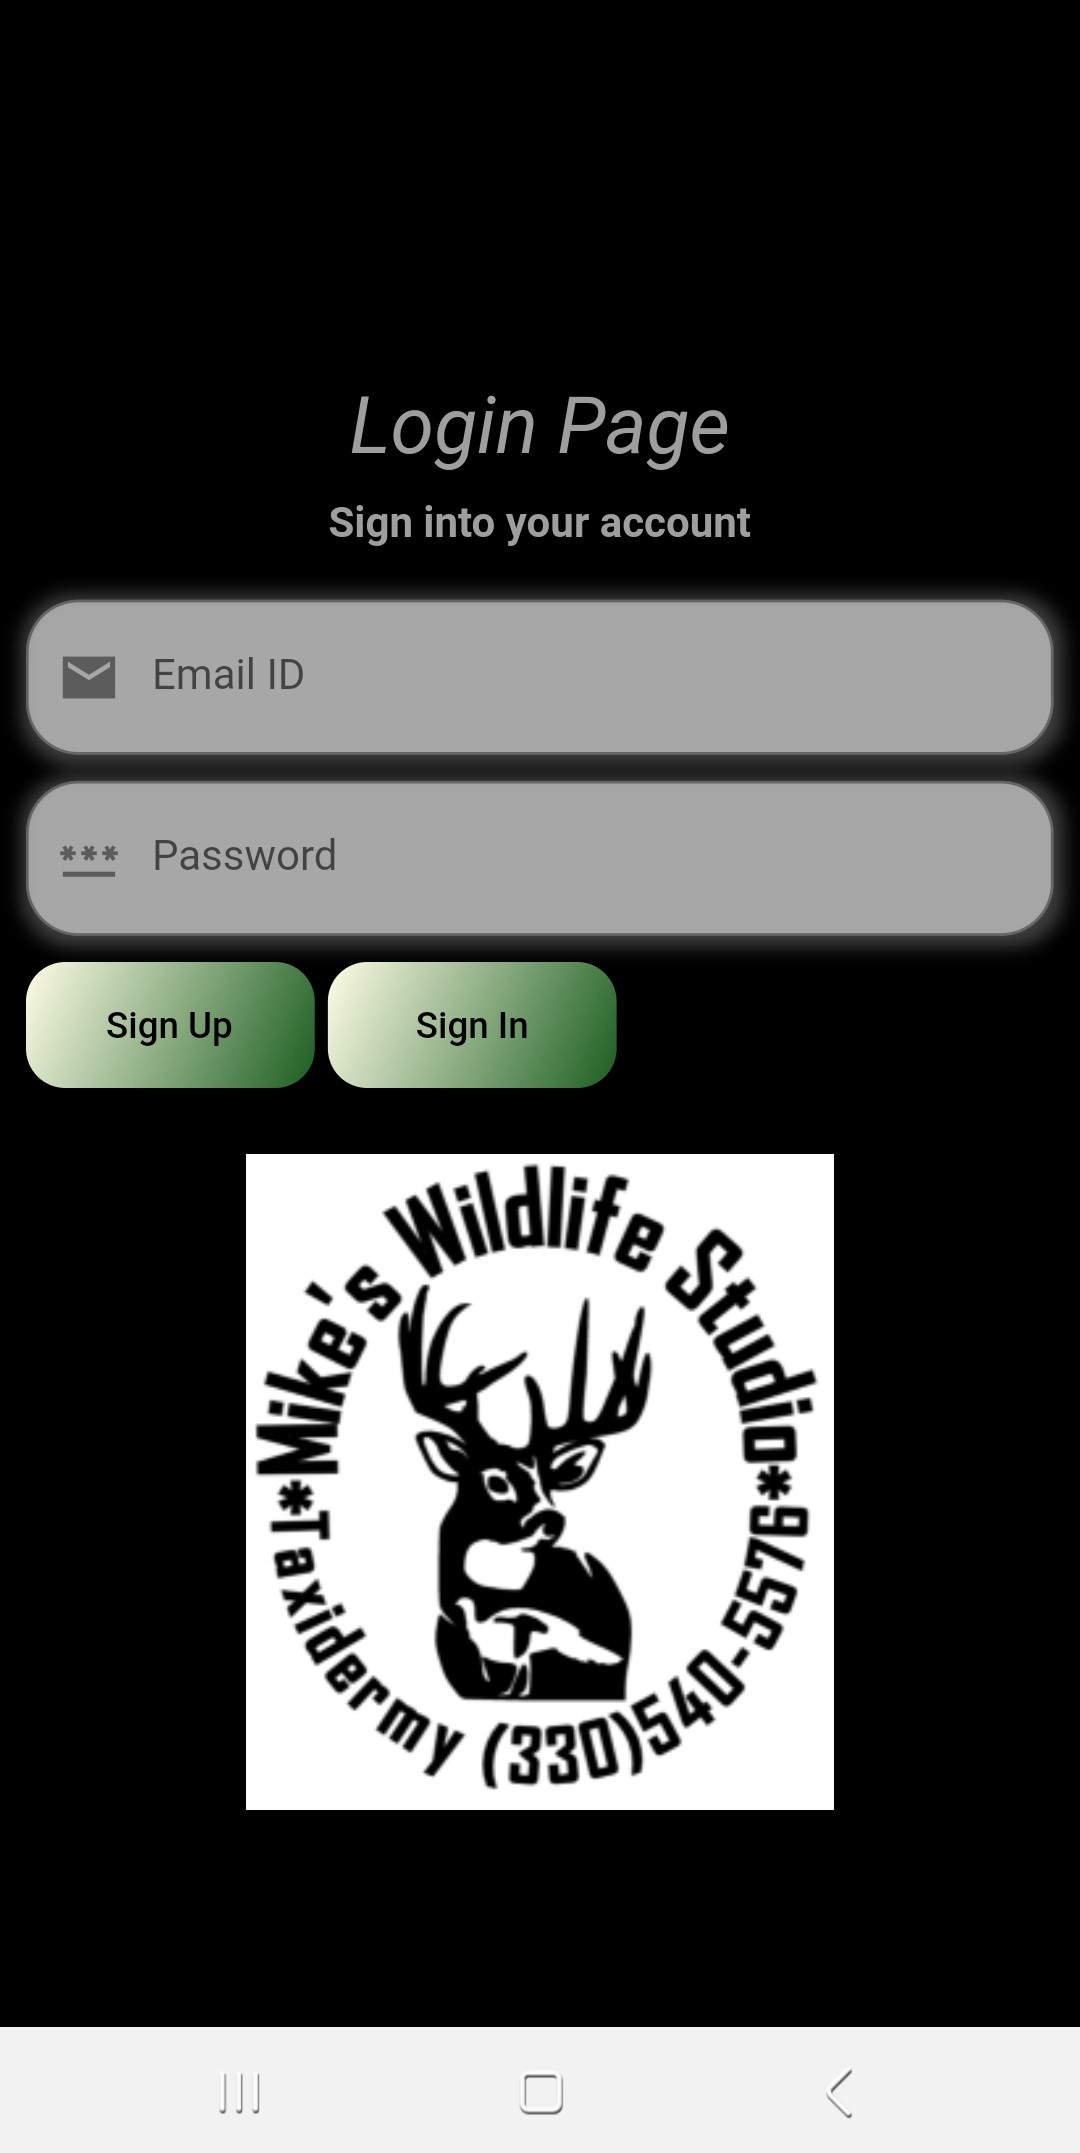 Login Page
Sign into your account
Email ID
*** Password
Sign Up
Sign In
Mike's Wildlife Studio
*Taxidermy (330)540-5576*